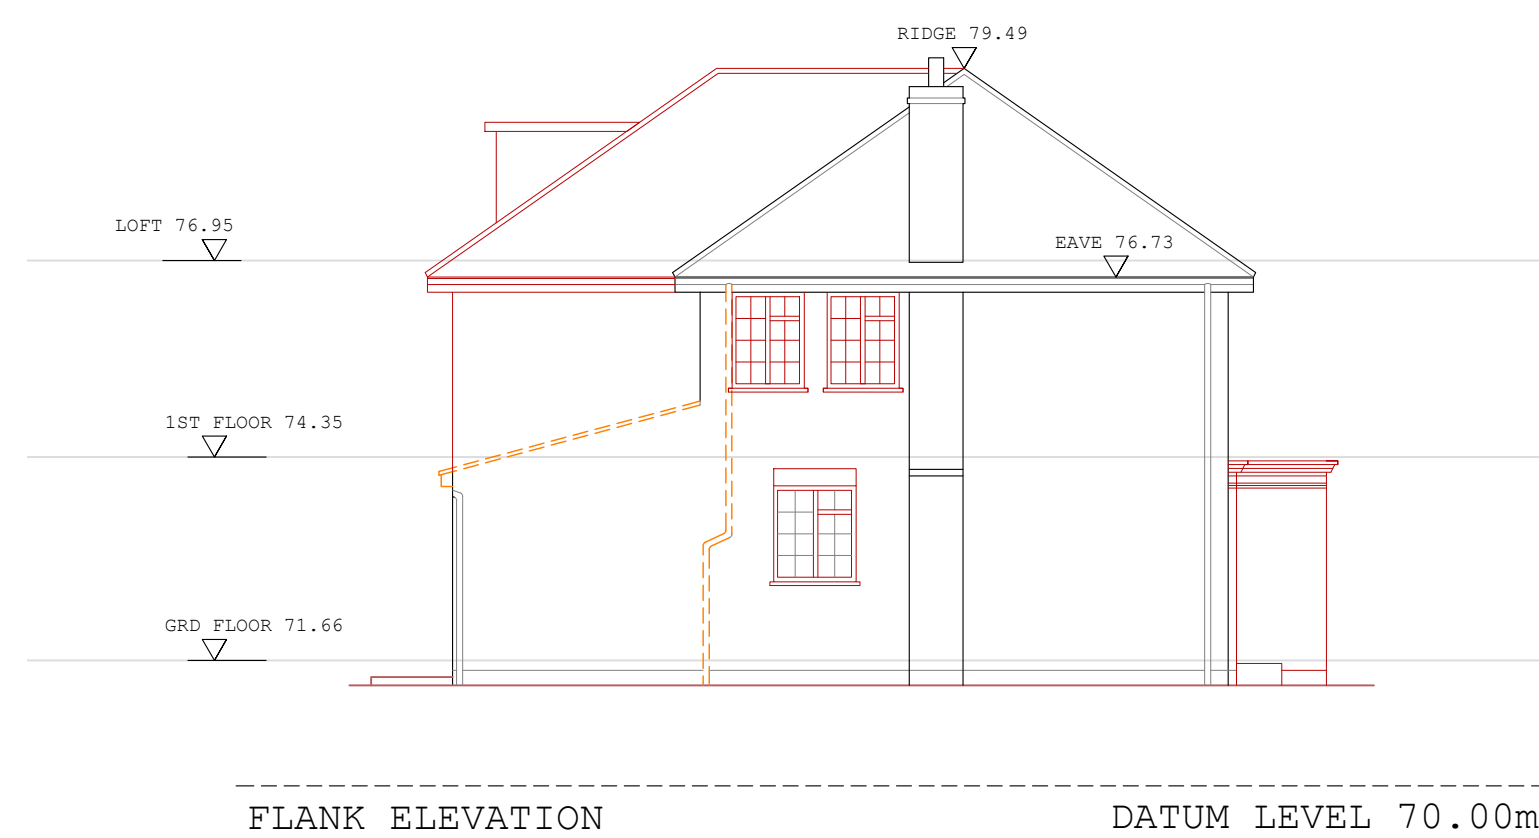 RIDGE 79.49
LOFT 76.95
EAVE 76.73
1ST FLOOR 74.35
GRD FLOOR 71.66
FLANK ELEVATION
DATUM LEVEL 70.00m